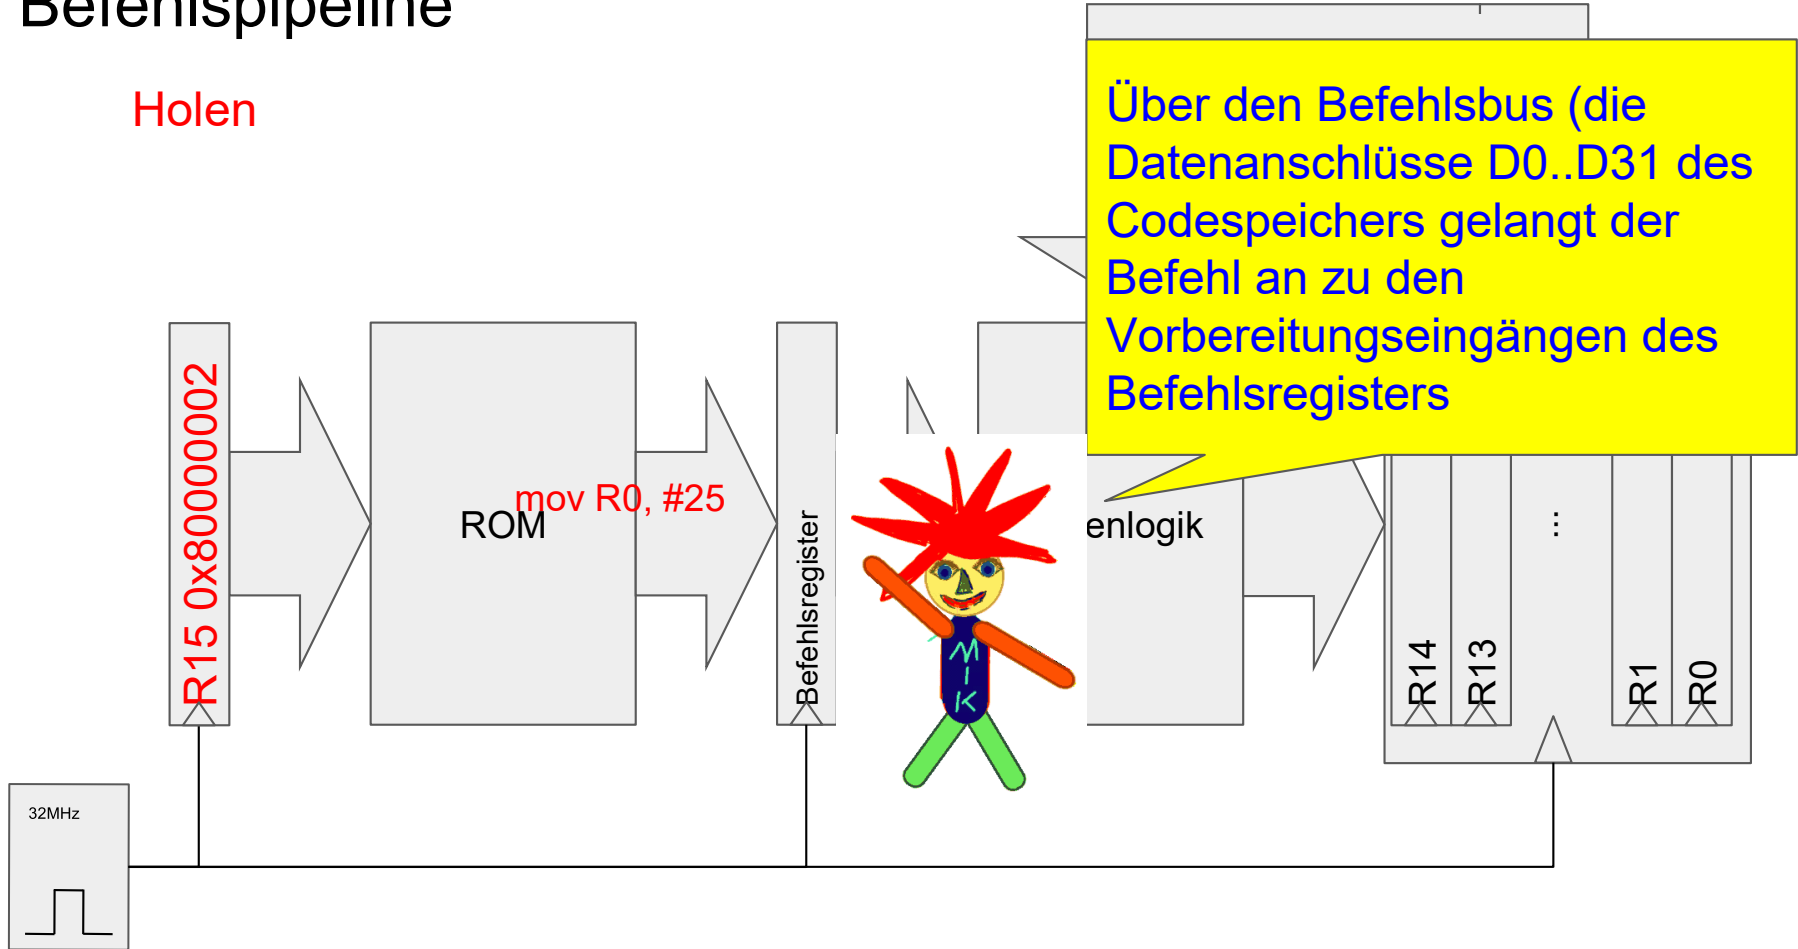 Befehlspipeline
Holen
Über den Befehlsbus (die
Datenanschlüsse D0..D31 des
Codespeichers gelangt der
Befehl an zu den
Vorbereitungseingängen des
Befehlsregisters
R15 0x80000002
ROM
mov R0, #25
Befehlsregister
enlogik
MIK
R14
R13
...
R1
R0
32MHz